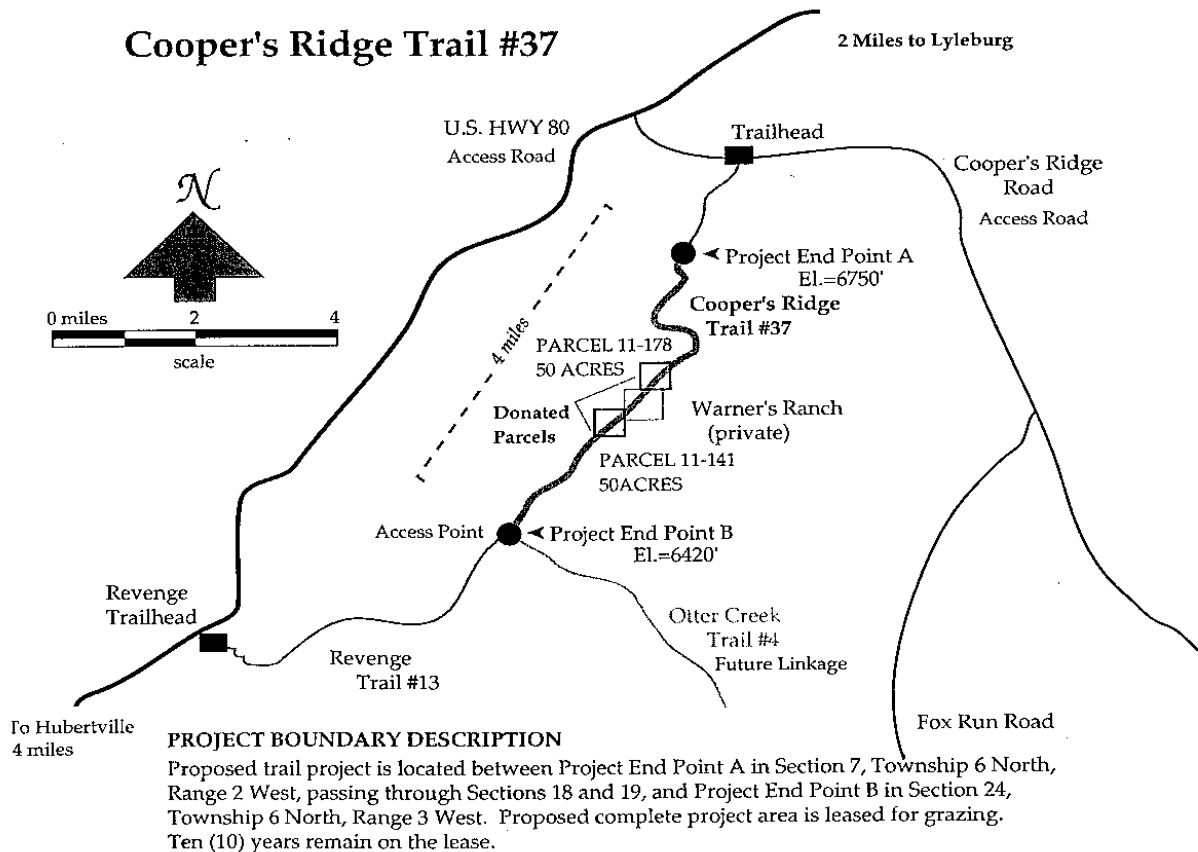 Cooper's Ridge Trail #37
2 Miles to Lyleburg
U.S. HWY 80
Access Road
Trailhead
Cooper's Ridge
Road
Access Road
N
Project End Point A
El.=6750'
0 miles 2 4
scale
Cooper's Ridge
Trail #37
4 miles
PARCEL 11-178
50 ACRES
Donated
Parcels
Warner's Ranch
(private)
PARCEL 11-141
50ACRES
Access Point
Project End Point B
El.=6420'
Revenge
Trailhead
Otter Creek
Trail #4
Future Linkage
Revenge
Trail #13
To Hubertville
4 miles
Fox Run Road
PROJECT BOUNDARY DESCRIPTION
Proposed trail project is located between Project End Point A in Section 7, Township 6 North,
Range 2 West, passing through Sections 18 and 19, and Project End Point B in Section 24,
Township 6 North, Range 3 West. Proposed complete project area is leased for grazing.
Ten (10) years remain on the lease.